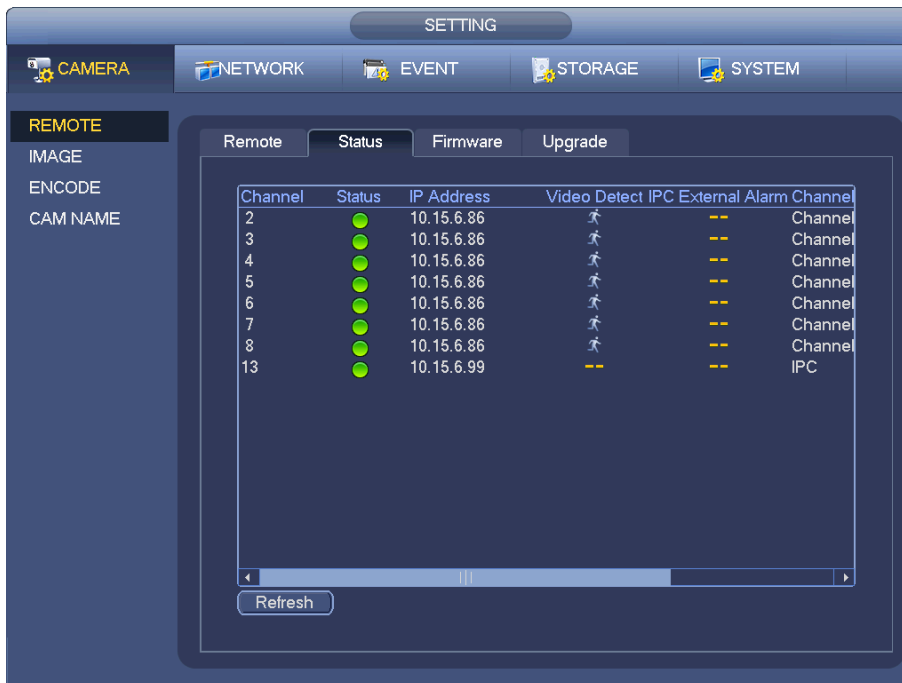 SETTING
CAMERA NETWORK EVENT STORAGE SYSTEM
REMOTE
IMAGE
ENCODE
CAM NAME
Remote Status Firmware Upgrade
Channel Status IP Address Video Detect IPC External Alarm Channel
2 10.15.6.86 -- Channel
3 10.15.6.86 -- Channel
4 10.15.6.86 -- Channel
5 10.15.6.86 -- Channel
6 10.15.6.86 -- Channel
7 10.15.6.86 -- Channel
8 10.15.6.86 -- Channel
13 10.15.6.99 -- -- IPC
Refresh